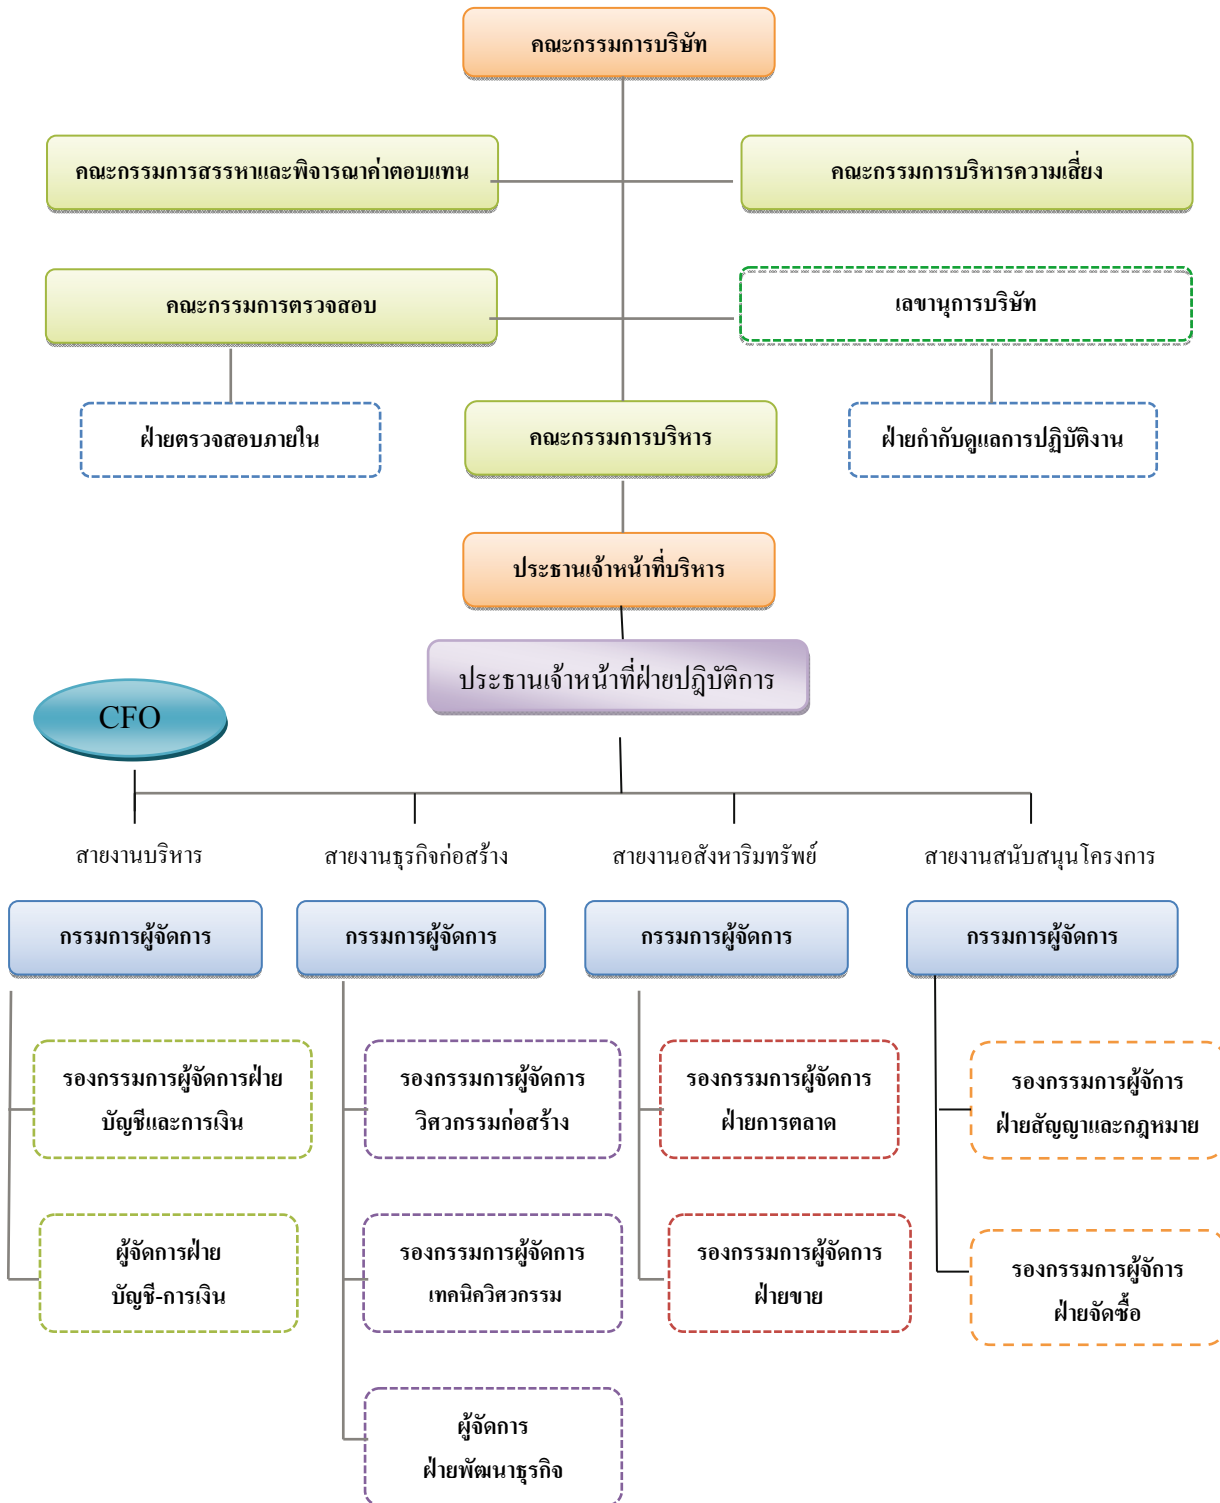 คณะกรรมการบริษัท
คณะกรรมการสรรหาและพิจารณาค่าตอบแทน
คณะกรรมการบริหารความเสี่ยง
คณะกรรมการตรวจสอบ
เลขานุการบริษัท
ฝ่ายตรวจสอบภายใน
คณะกรรมการบริหาร
ฝ่ายกำกับดูแลการปฏิบัติงาน
ประธานเจ้าหน้าที่บริหาร
ประธานเจ้าหน้าที่ฝ่ายปฎิบัติการ
CFO
สายงานบริหาร
สายงานธุรกิจก่อสร้าง
สายงานอสังหาริมทรัพย์
สายงานสนับสนุนโครงการ
กรรมการผู้จัดการ
กรรมการผู้จัดการ
กรรมการผู้จัดการ
กรรมการผู้จัดการ
รองกรรมการผู้จัดการฝ่าย
บัญชีและการเงิน
รองกรรมการผู้จัดการ
วิศวกรรมก่อสร้าง
รองกรรมการผู้จัดการ
ฝ่ายการตลาด
รองกรรมการผู้จัการ
ฝ่ายสัญญาและกฎหมาย
ผู้จัดการฝ่าย
บัญชี-การเงิน
รองกรรมการผู้จัดการ
เทคนิควิศวกรรม
รองกรรมการผู้จัดการ
ฝ่ายขาย
รองกรรมการผู้จัการ
ฝ่ายจัดซื้อ
ผู้จัดการ
ฝ่ายพัฒนาธุรกิจ